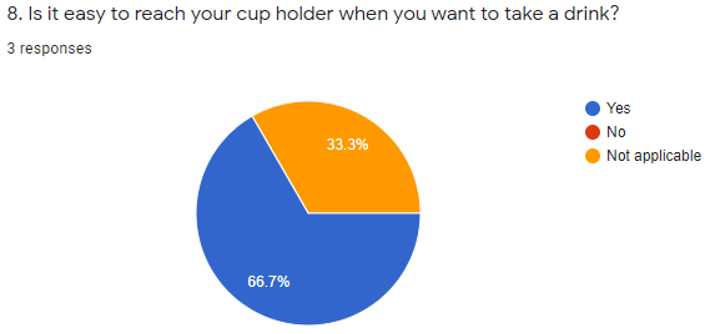 8. Is it easy to reach your cup holder when you want to take a drink?
3 responses
Yes
No
Not applicable
33.3%
66.7%